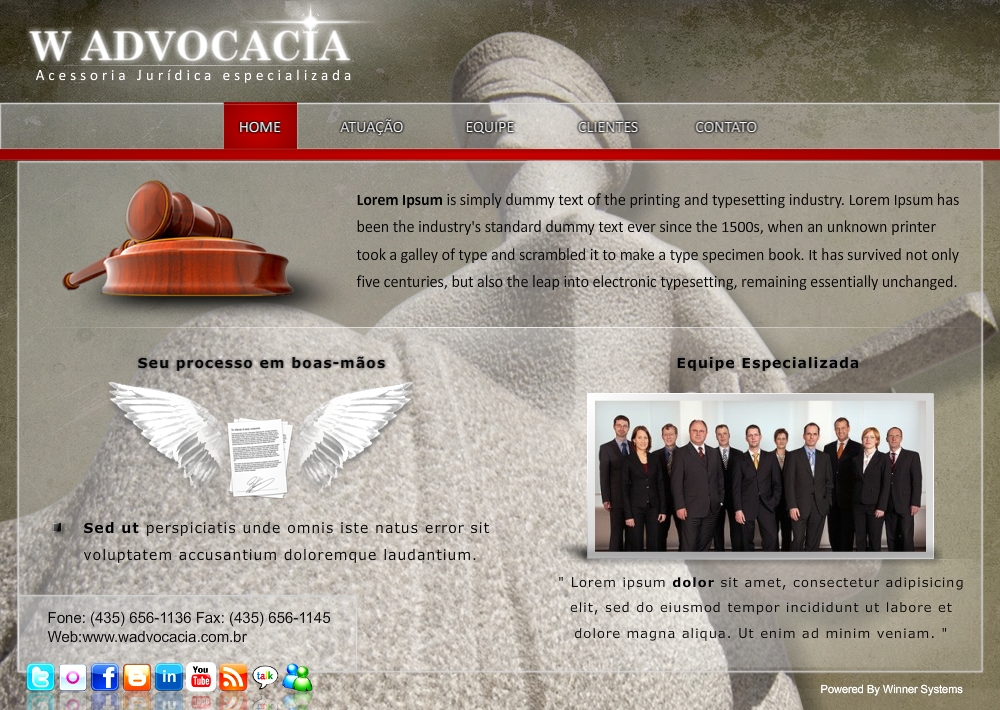 W ADVOCACIA
Acessoria Jurídica especializada
HOME ATUAÇÃO EQUIPE CLIENTES CONTATO
Lorem Ipsum is simply dummy text of the printing and typesetting industry. Lorem Ipsum has
been the industry's standard dummy text ever since the 1500s, when an unknown printer
took a galley of type and scrambled it to make a type specimen book. It has survived not only
five centuries, but also the leap into electronic typesetting, remaining essentially unchanged.
Seu processo em boas-mãos
Sed ut perspiciatis unde omnis iste natus error sit
voluptatem accusantium doloremque laudantium.
Equipe Especializada
" Lorem ipsum dolor sit amet, consectetur adipisicing
elit, sed do eiusmod tempor incididunt ut labore et
dolore magna aliqua. Ut enim ad minim veniam. "
Fone: (435) 656-1136 Fax: (435) 656-1145
Web:www.wadvocacia.com.br
You
Tube
talk
in
Powered By Winner Systems